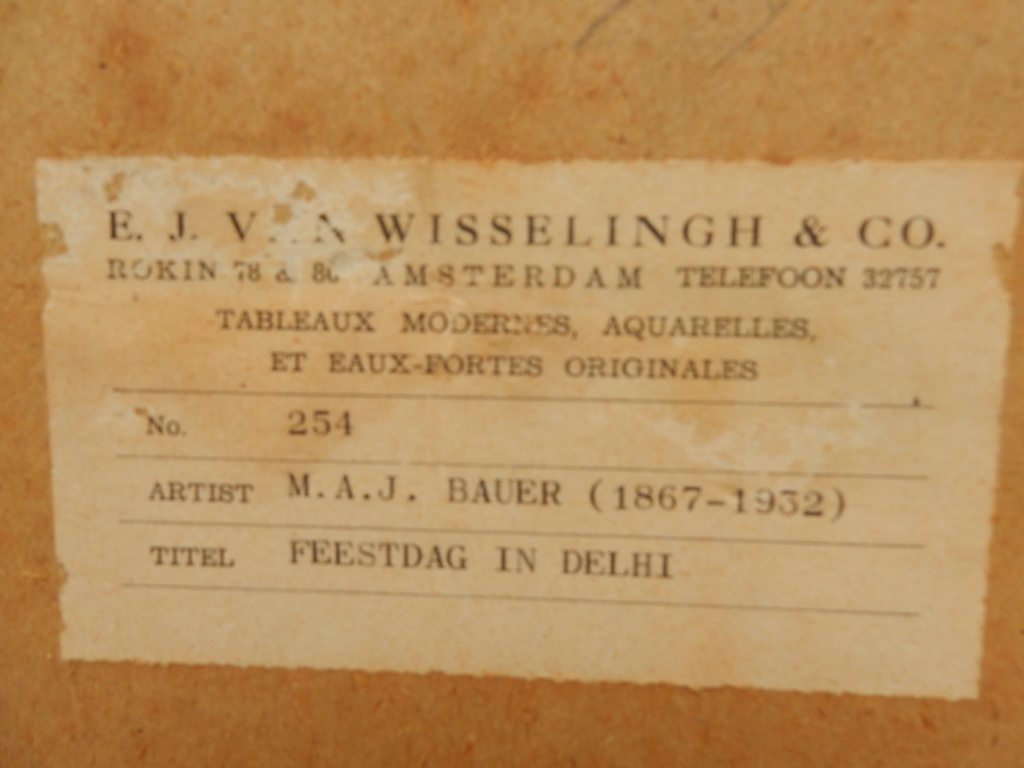 E. J. VAN WISSELINGH & CO.
ROKIN 78 & 80 AMSTERDAM TELEFOON 32757
TABLEAUX MODERNES, AQUARELLES,
ET EAUX-FORTES ORIGINALES
No. 254
ARTIST M.A.J. BAUER (1867-1932)
TITEL FEESTDAG IN DELHI